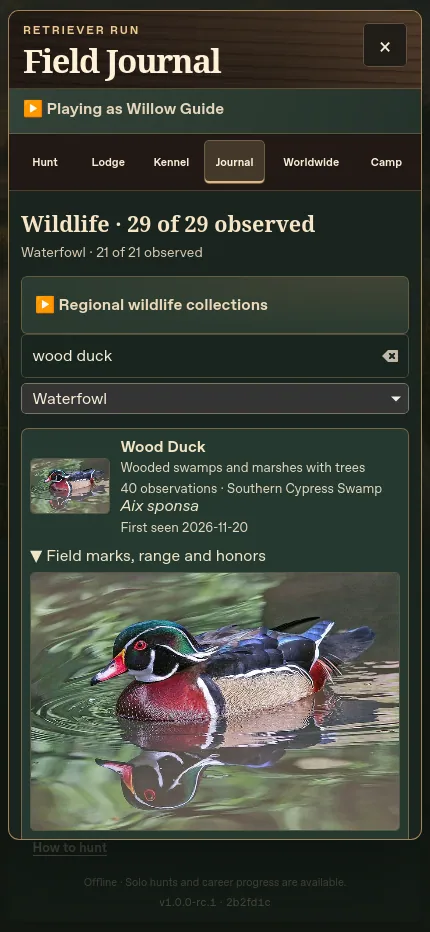 RETRIEVER RUN
Field Journal
×
▶️ Playing as Willow Guide
Hunt Lodge Kennel Journal Worldwide Camp
Wildlife · 29 of 29 observed
Waterfowl · 21 of 21 observed
▶️ Regional wildlife collections
wood duck
Waterfowl
Wood Duck
Wooded swamps and marshes with trees
40 observations · Southern Cypress Swamp
Aix sponsa
First seen 2026-11-20
▼ Field marks, range and honors
How to hunt
Offline · Solo hunts and career progress are available.
v1.0.0-rc.1 · 2b2fd1c